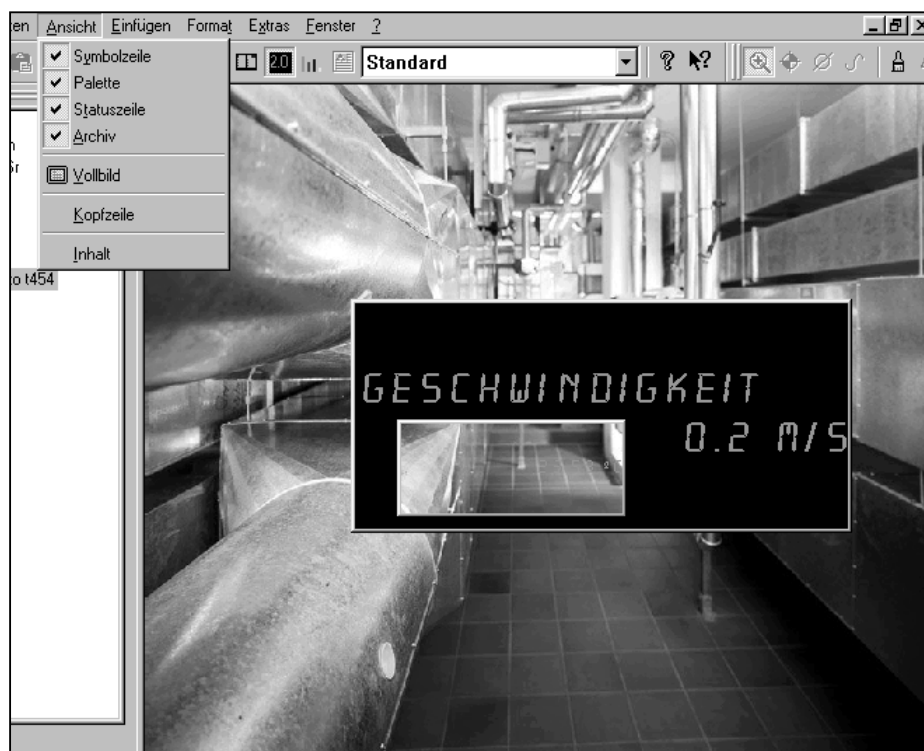 Ansicht Einfügen Format Extras Fenster ?
2.0 Standard ? ?
Symbolzeile
Palette
Statuszeile
Archiv
Vollbild
Kopfzeile
Inhalt
to t454
GESCHWINDIGKEIT
0.2 M/S